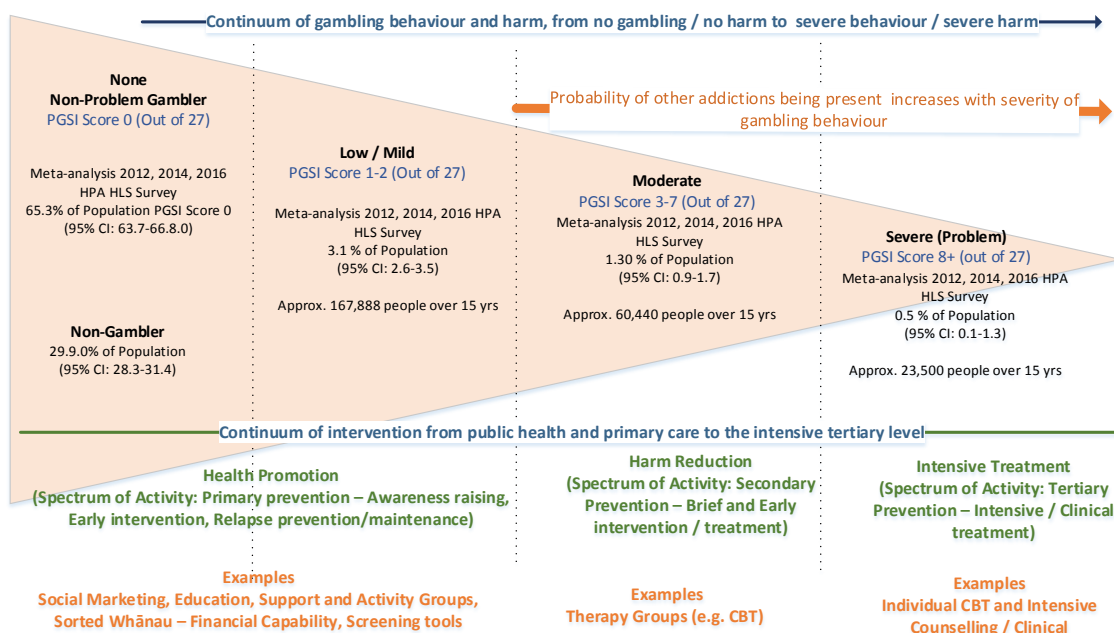 Continuum of gambling behaviour and harm, from no gambling / no harm to severe behaviour / severe harm
None
Non-Problem Gambler
PGSI Score 0 (Out of 27)
Meta-analysis 2012, 2014, 2016
HPA HLS Survey
65.3% of Population PGSI Score 0
(95% CI: 63.7-66.8.0)
Non-Gambler
29.9.0% of Population
(95% CI: 28.3-31.4)
Low / Mild
PGSI Score 1-2 (Out of 27)
Meta-analysis 2012, 2014, 2016 HPA
HLS Survey
3.1 % of Population
(95% CI: 2.6-3.5)
Approx. 167,888 people over 15 yrs
Probability of other addictions being present increases with severity of
gambling behaviour
Moderate
PGSI Score 3-7 (Out of 27)
Meta-analysis 2012, 2014, 2016 HPA
HLS Survey
1.30 % of Population
(95% CI: 0.9-1.7)
Approx. 60,440 people over 15 yrs
Severe (Problem)
PGSI Score 8+ (out of 27)
Meta-analysis 2012, 2014, 2016 HPA
HLS Survey
0.5 % of Population
(95% CI: 0.1-1.3)
Approx. 23,500 people over 15 yrs
Continuum of intervention from public health and primary care to the intensive tertiary level
Health Promotion
(Spectrum of Activity: Primary prevention – Awareness raising,
Early intervention, Relapse prevention/maintenance)
Harm Reduction
(Spectrum of Activity: Secondary
Prevention – Brief and Early
intervention / treatment)
Intensive Treatment
(Spectrum of Activity: Tertiary
Prevention – Intensive / Clinical
treatment)
Examples
Social Marketing, Education, Support and Activity Groups,
Sorted Whānau – Financial Capability, Screening tools
Examples
Therapy Groups (e.g. CBT)
Examples
Individual CBT and Intensive
Counselling / Clinical